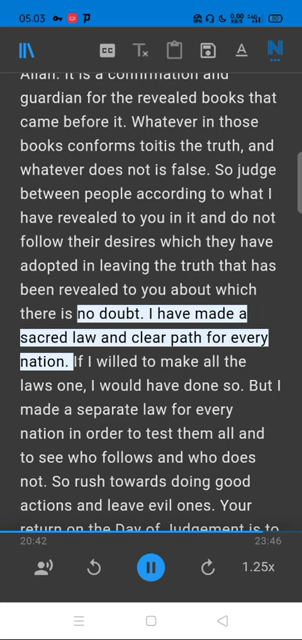 05.03
0.00
KB/S
CC
Allah. It is a confirmation and
guardian for the revealed books that
came before it. Whatever in those
books conforms toitis the truth, and
whatever does not is false. So judge
between people according to what I
have revealed to you in it and do not
follow their desires which they have
adopted in leaving the truth that has
been revealed to you about which
there is no doubt. I have made a
sacred law and clear path for every
nation. If I willed to make all the
laws one, I would have done so. But I
made a separate law for every
nation in order to test them all and
to see who follows and who does
not. So rush towards doing good
actions and leave evil ones. Your
return on the Day of Judgement is to
20:42
23:46
1.25x